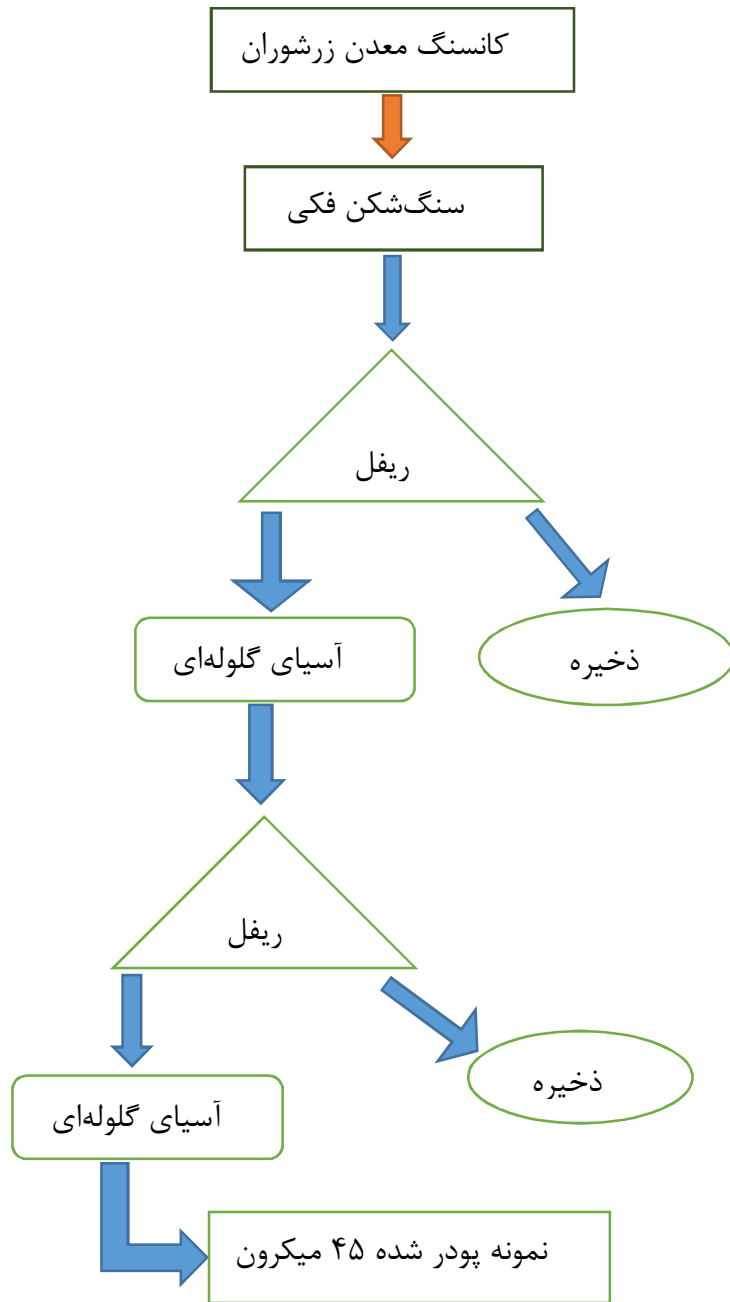 کانسنگ معدن زرشوران
سنگ‌شکن فکی
ریفل
آسیای گلوله‌ای
ذخیره
ریفل
آسیای گلوله‌ای
ذخیره
نمونه پودر شده ۴۵ میکرون